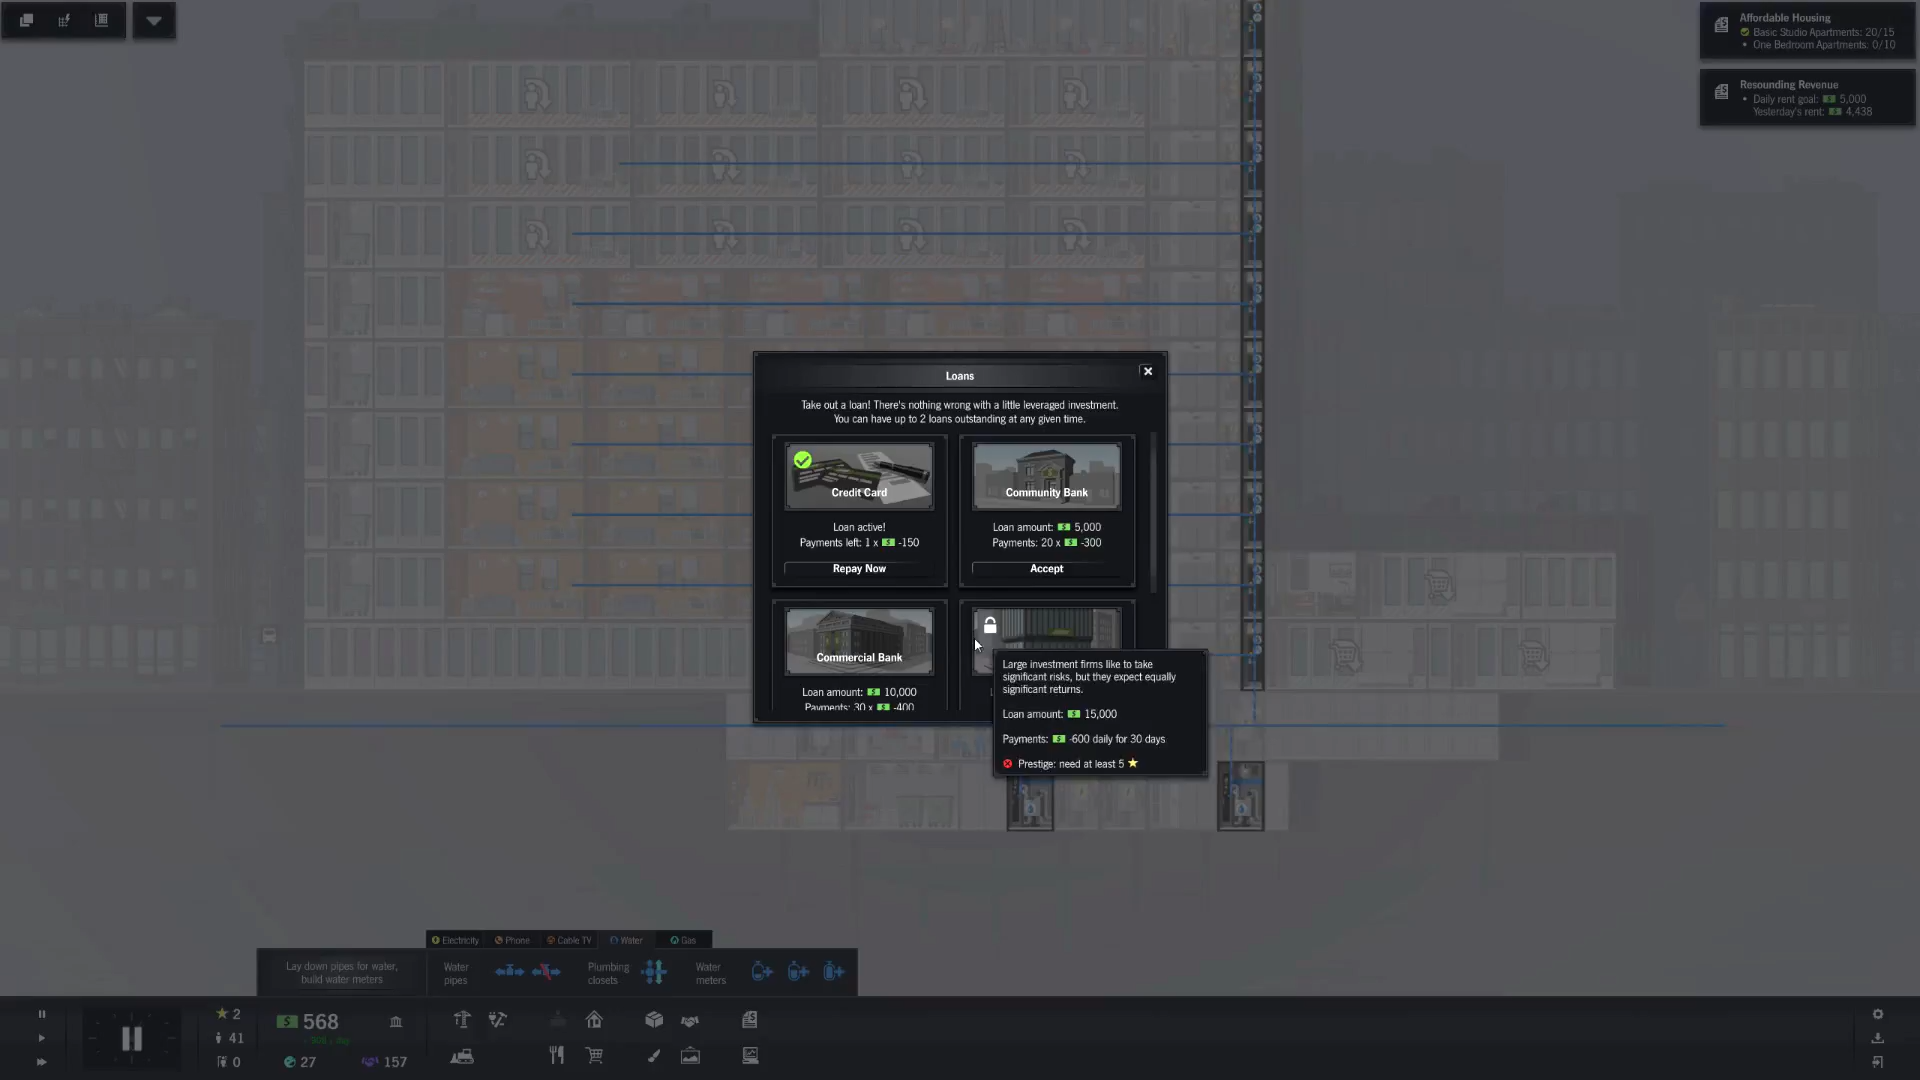 Affordable Housing
Basic Studio Apartments: 20/15
• One Bedroom Apartments: 0/10
Resounding Revenue
• Daily rent goal: 5,000
Yesterday's rent: 4,438
Loans
Take out a loan! There's nothing wrong with a little leveraged investment.
You can have up to 2 loans outstanding at any given time.
Credit Card
Loan active!
Payments left: 1 x -150
Repay Now
Community Bank
Loan amount: 5,000
Payments: 20 x -300
Accept
Commercial Bank
Loan amount: 10,000
Payments: 30 x -400
Large investment firms like to take
significant risks, but they expect equally
significant returns.
Loan amount: 15,000
Payments: -600 daily for 30 days
Prestige: need at least 5
Electricity Phone Cable TV Water Gas
Lay down pipes for water,
build water meters
Water
pipes
Plumbing
closets
Water
meters
2
41
0
568
27
157